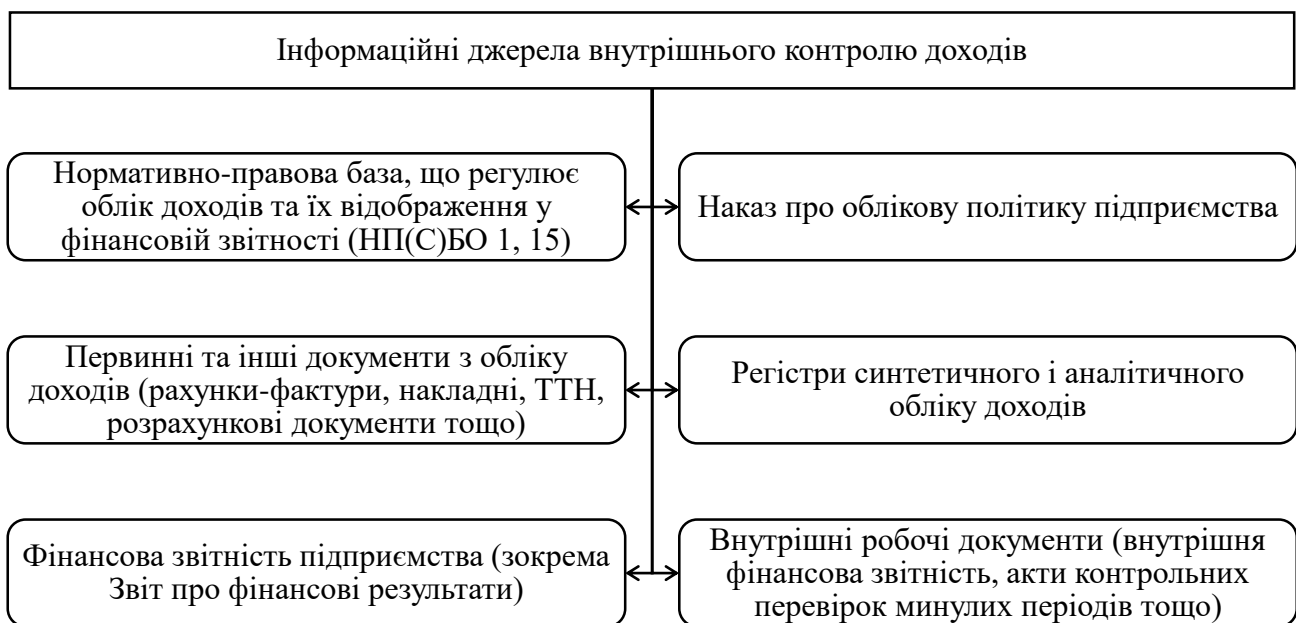 Інформаційні джерела внутрішнього контролю доходів
Нормативно-правова база, що регулює
облік доходів та їх відображення у
фінансовій звітності (НП(С)БО 1, 15)
Наказ про облікову політику підприємства
Первинні та інші документи з обліку
доходів (рахунки-фактури, накладні, ТТН,
розрахункові документи тощо)
Регістри синтетичного і аналітичного
обліку доходів
Фінансова звітність підприємства (зокрема
Звіт про фінансові результати)
Внутрішні робочі документи (внутрішня
фінансова звітність, акти контрольних
перевірок минулих періодів тощо)